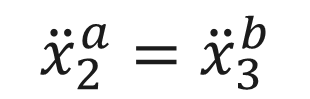 ẍ₂ᵃ = ẍ₃ᵇ